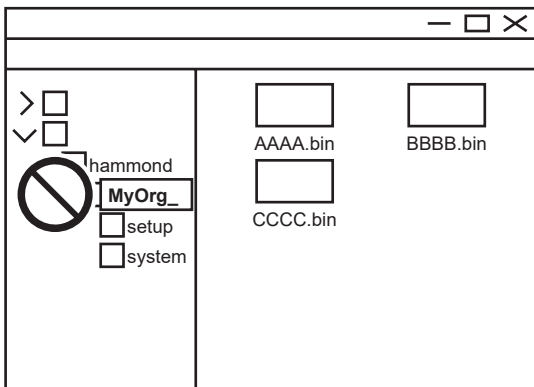 hammond
MyOrg_
setup
system
AAAA.bin
BBBB.bin
CCCC.bin